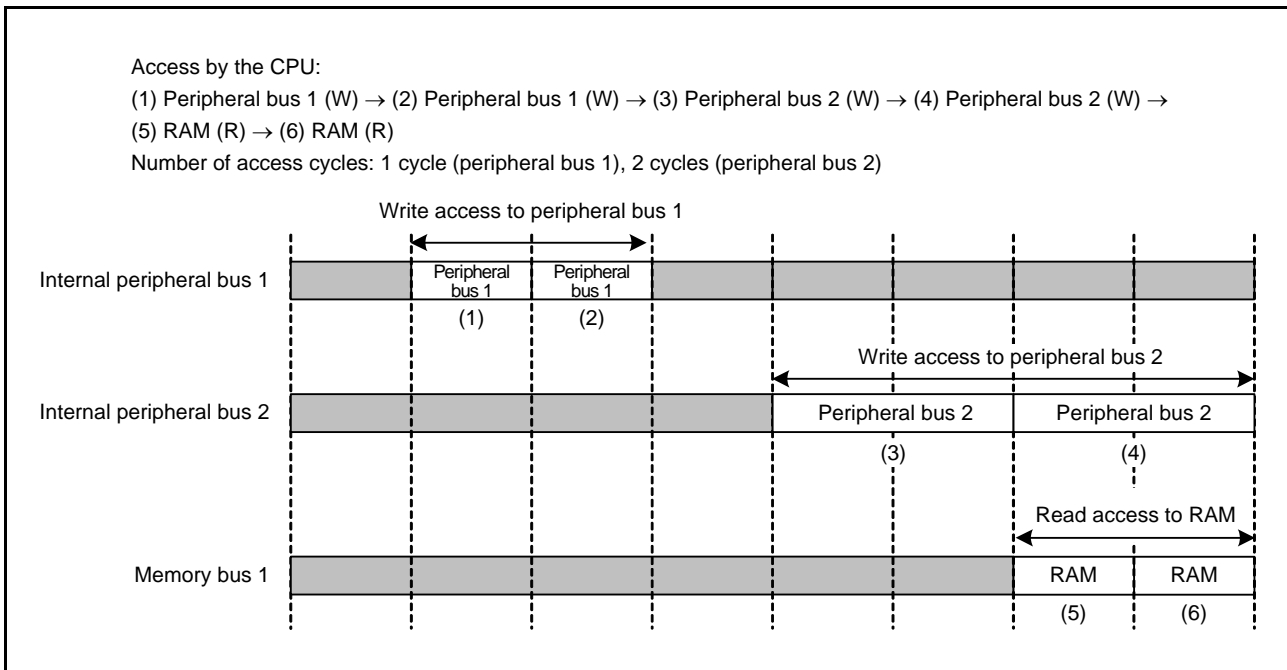 Access by the CPU:
(1) Peripheral bus 1 (W) → (2) Peripheral bus 1 (W) → (3) Peripheral bus 2 (W) → (4) Peripheral bus 2 (W) →
(5) RAM (R) → (6) RAM (R)
Number of access cycles: 1 cycle (peripheral bus 1), 2 cycles (peripheral bus 2)
Write access to peripheral bus 1
Internal peripheral bus 1
Peripheral
bus 1
Peripheral
bus 1
(1)
(2)
Write access to peripheral bus 2
Internal peripheral bus 2
Peripheral bus 2
Peripheral bus 2
(3)
(4)
Read access to RAM
Memory bus 1
RAM
RAM
(5)
(6)